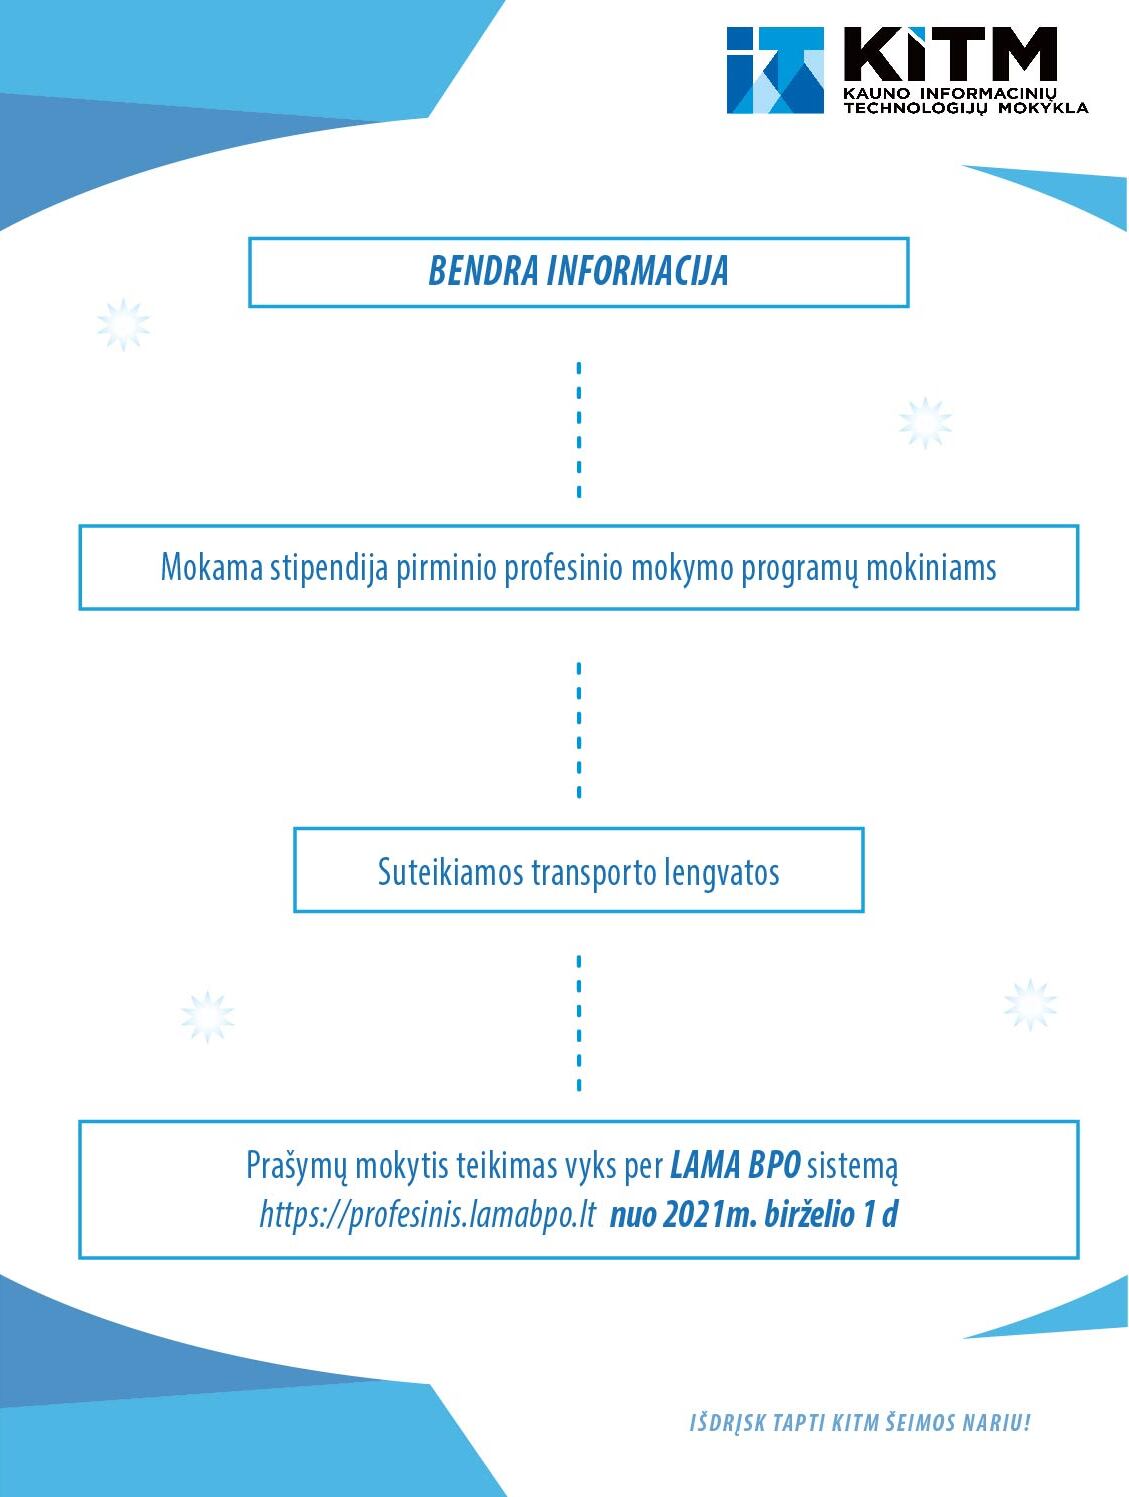 KiTM
KAUNO INFORMACINIŲ
TECHNOLOGIJŲ MOKYKLA
BENDRA INFORMACIJA
Mokama stipendija pirminio profesinio mokymo programų mokiniams
Suteikiamos transporto lengvatos
Prašymų mokytis teikimas vyks per LAMA BPO sistemą
https://profesinis.lamabpo.lt nuo 2021m. birželio 1 d
IŠDRĮSK TAPTI KITM ŠEIMOS NARIU!